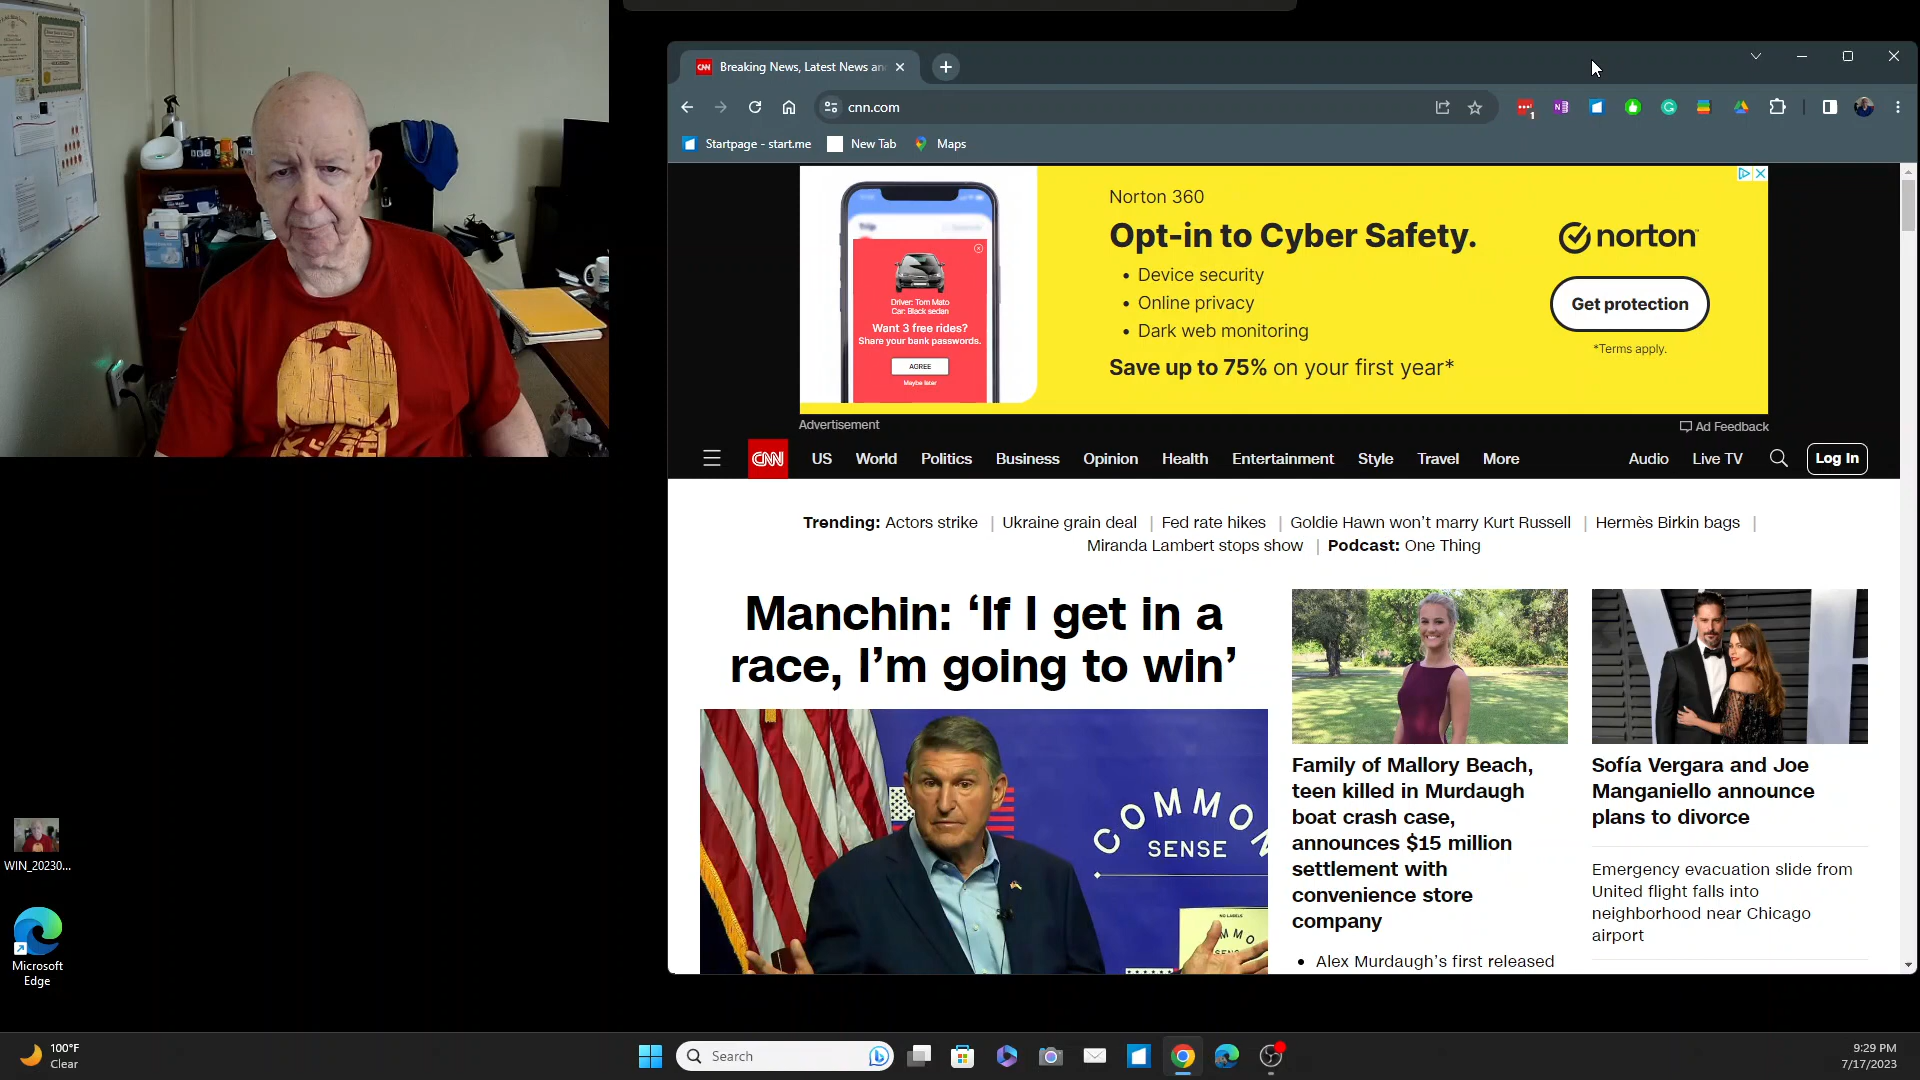 Breaking News, Latest News an
cnn.com
1
Startpage - start.me
New Tab
Maps
Norton 360
Opt-in to Cyber Safety.
• Device security
• Online privacy
• Dark web monitoring
Save up to 75% on your first year*
norton
Get protection
*Terms apply.
Trip
Driver: Tom Mato
Car: Black sedan
Want 3 free rides?
Share your bank passwords.
AGREE
Maybe later
Advertisement
Ad Feedback
CNN US World Politics Business Opinion Health Entertainment Style Travel More Audio Live TV Log In
Trending: Actors strike | Ukraine grain deal | Fed rate hikes | Goldie Hawn won’t marry Kurt Russell | Hermès Birkin bags |
Miranda Lambert stops show | Podcast: One Thing
Manchin: ‘If I get in a
race, I’m going to win’
COMMON
SENSE
NO LABELS
Family of Mallory Beach,
teen killed in Murdaugh
boat crash case,
announces $15 million
settlement with
convenience store
company
• Alex Murdaugh’s first released
Sofía Vergara and Joe
Manganiello announce
plans to divorce
Emergency evacuation slide from
United flight falls into
neighborhood near Chicago
airport
WIN_20230...
Microsoft
Edge
100°F
Clear
Search
9:29 PM
7/17/2023